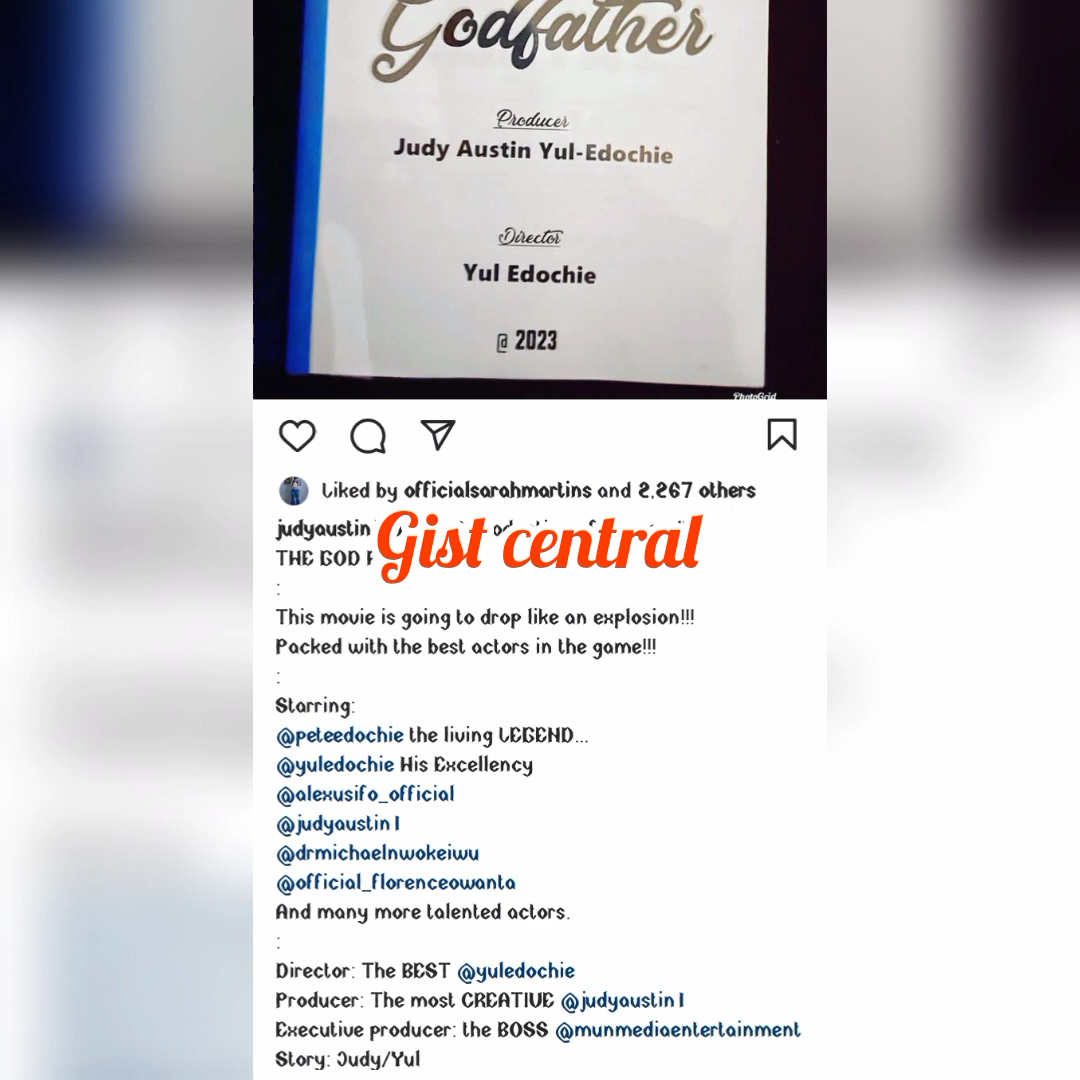 Godfather
Producer
Judy Austin Yul-Edochie
Director
Yul Edochie
@ 2023
PhotoGrid
Liked by officialsarahmartins and 2,267 others
judyaustin
Gist central
THE GOD
:
This movie is going to drop like an explosion!!!
Packed with the best actors in the game!!!
:
Starring:
@peteedochie the living LEGEND...
@yuledochie His Excellency
@alexusifo_official
@judyaustin1
@drmichaelnwokeiwu
@official_florenceowanta
And many more talented actors.
:
Director: The BEST @yuledochie
Producer: The most CREATIVE @judyaustin1
Executive producer: the BOSS @munmediaentertainment
Story: Judy/Yul